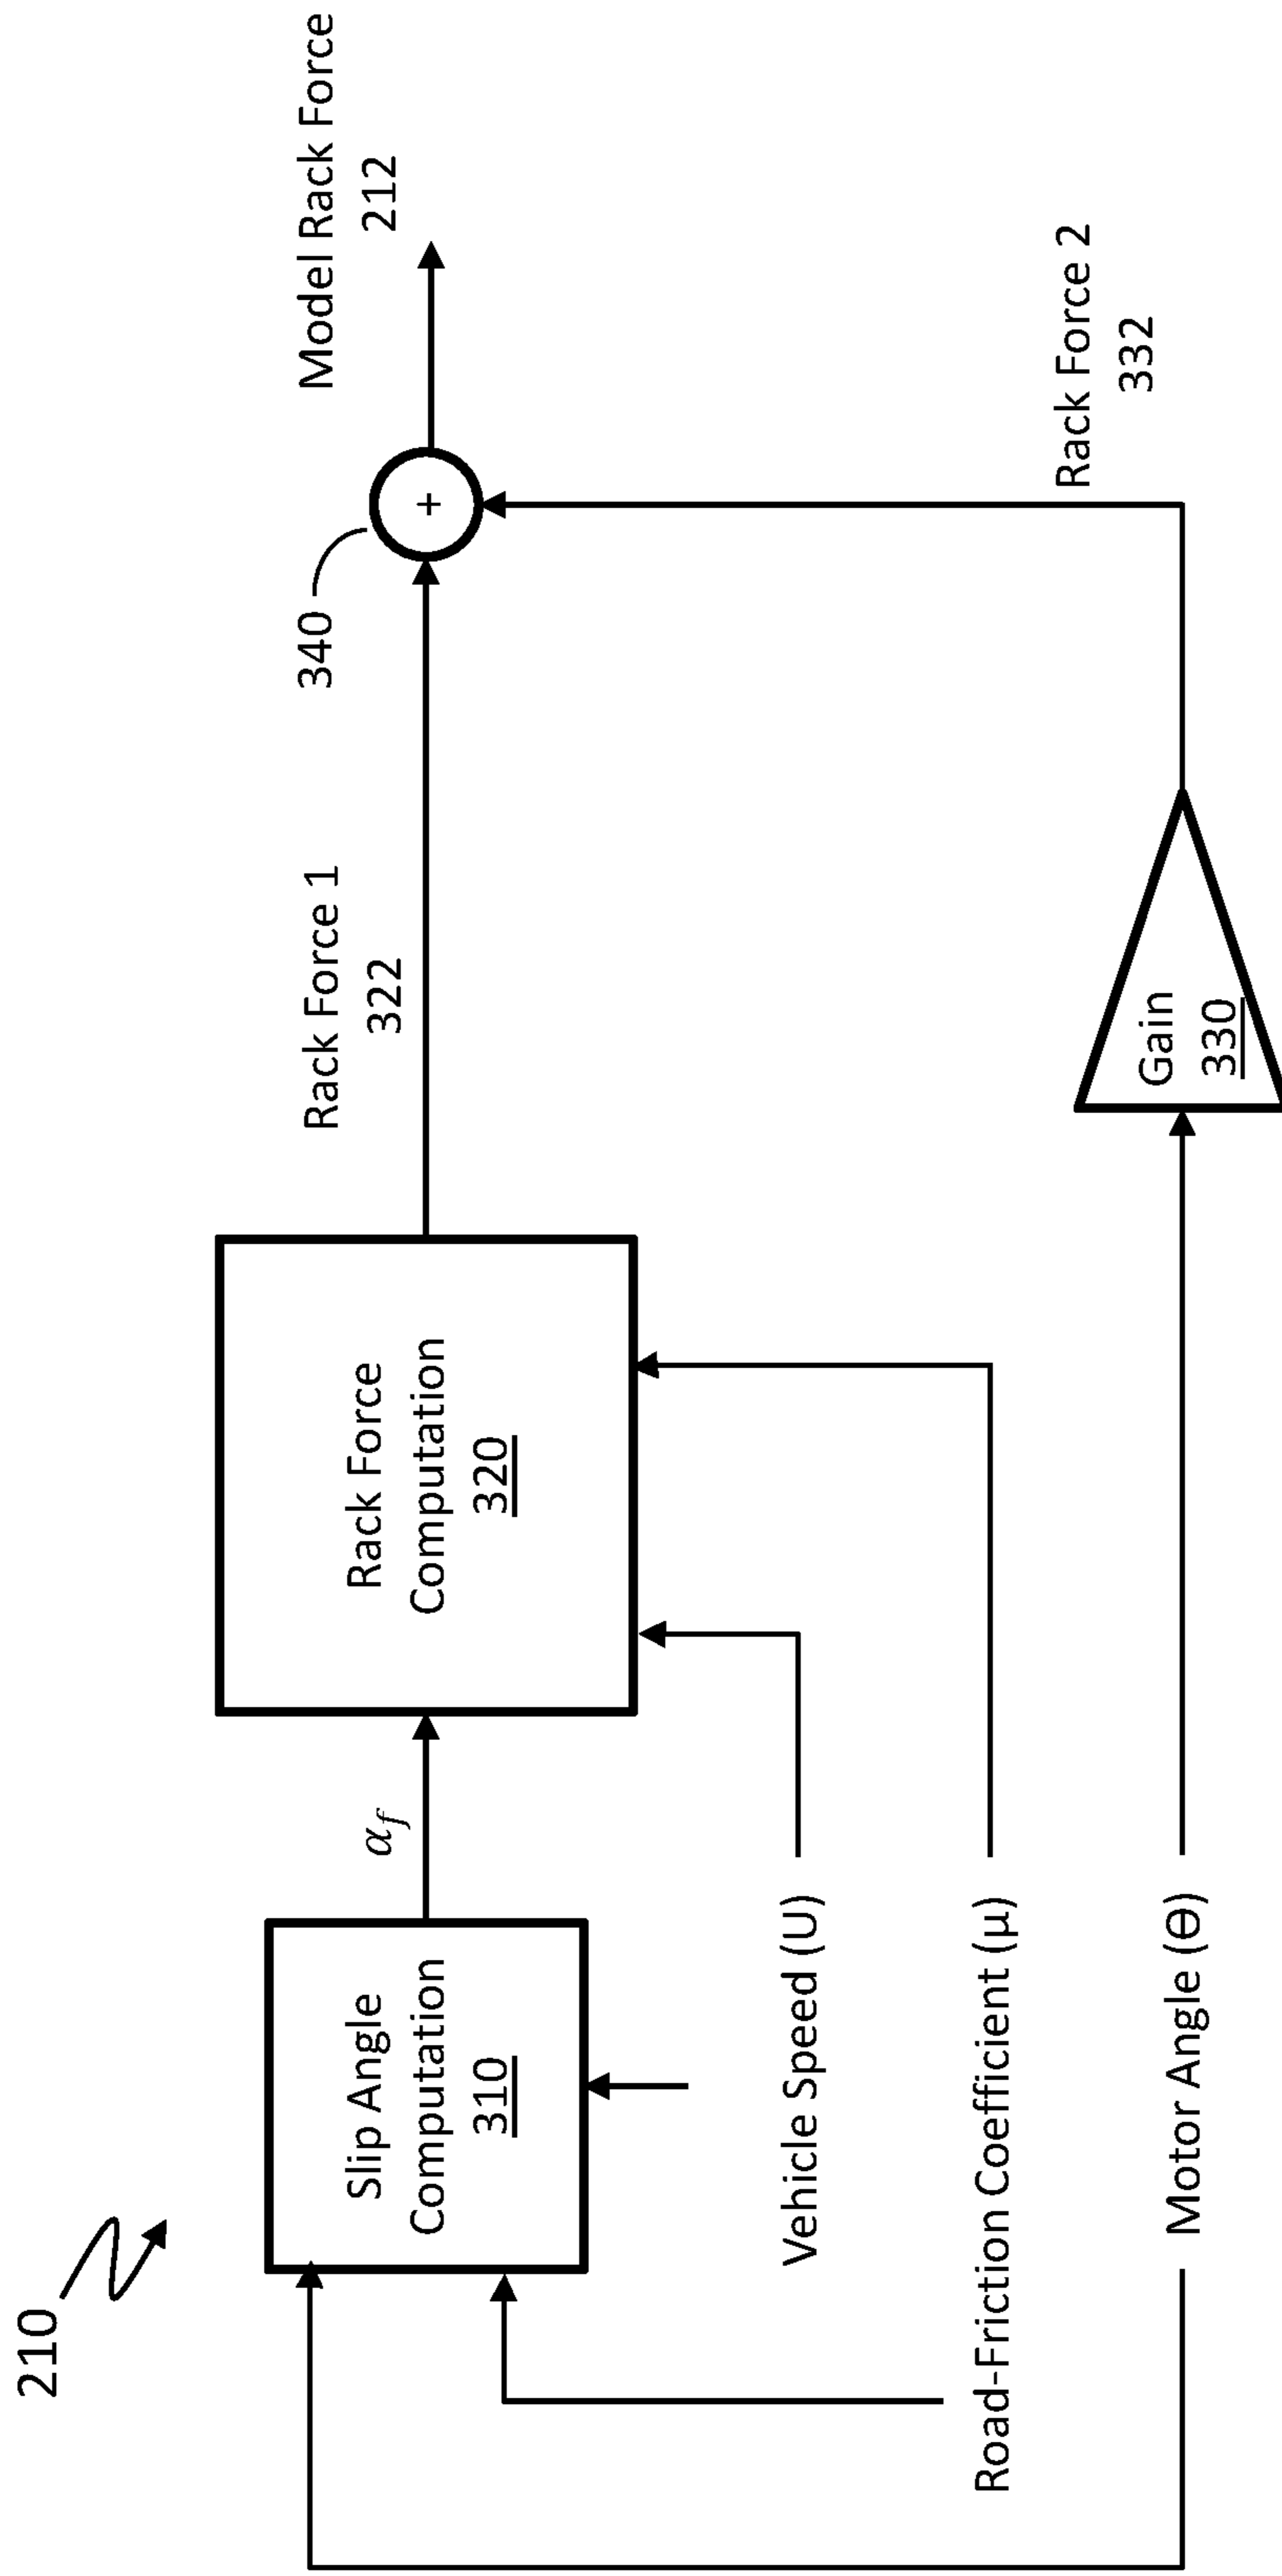 210
Slip Angle
Computation
310
αf
Rack Force
Computation
320
Rack Force 1
322
340
+
Model Rack Force
212
Vehicle Speed (U)
Road-Friction Coefficient (μ)
Motor Angle (Θ)
Gain
330
Rack Force 2
332